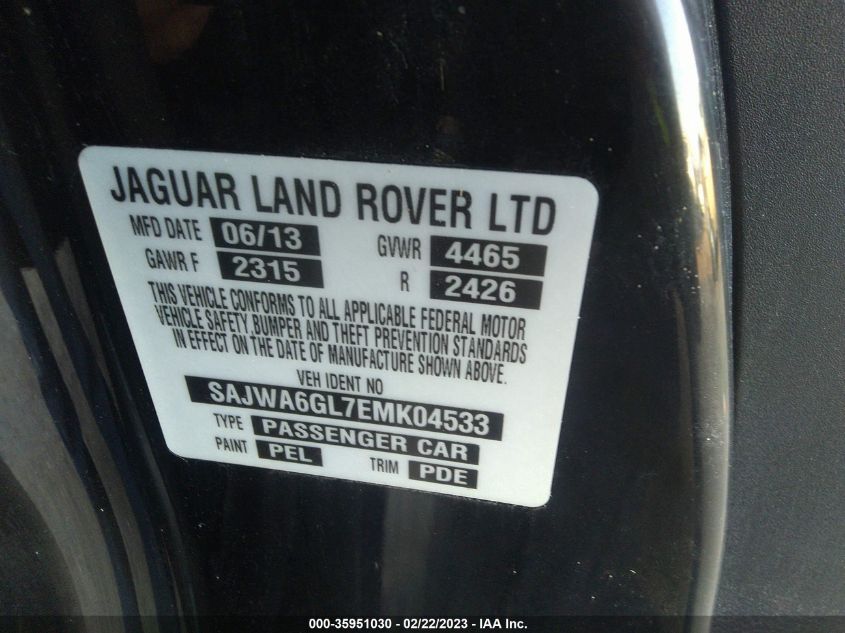 JAGUAR LAND ROVER LTD
MFD DATE 06/13 GVWR 4465
GAWR F 2315 R 2426
THIS VEHICLE CONFORMS TO ALL APPLICABLE FEDERAL MOTOR
VEHICLE SAFETY BUMPER AND THEFT PREVENTION STANDARDS
IN EFFECT ON THE DATE OF MANUFACTURE SHOWN ABOVE.
VEH IDENT NO
SAJWA6GL7EMK04533
TYPE PASSENGER CAR
PAINT PEL TRIM PDE
000-35951030 - 02/22/2023 - IAA Inc.